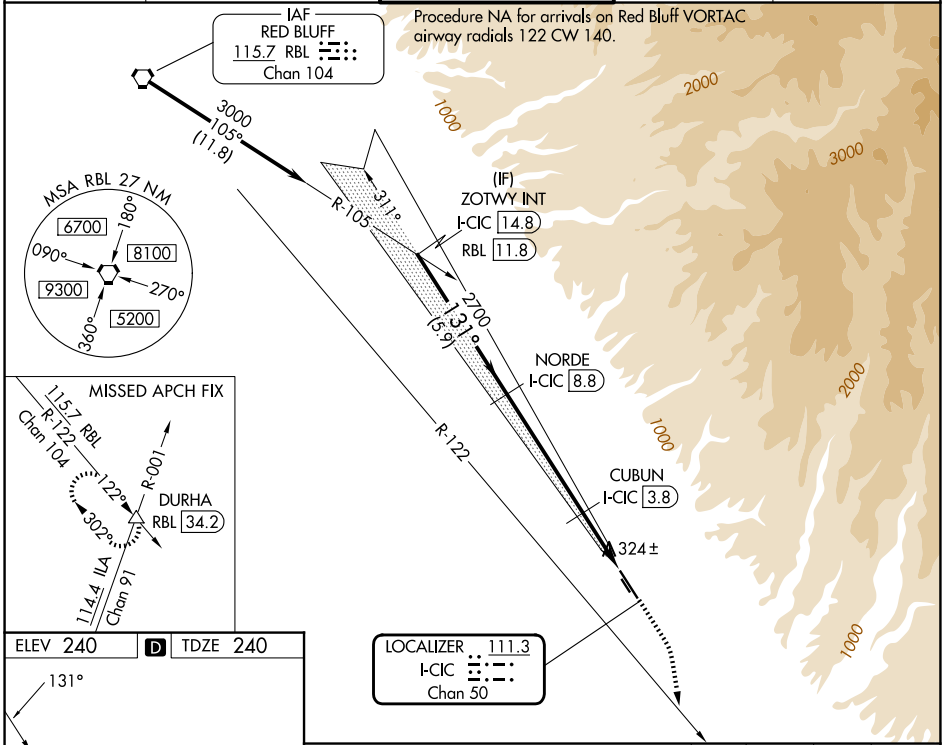 IAF
RED BLUFF
115.7 RBL
Chan 104
Procedure NA for arrivals on Red Bluff VORTAC
airway radials 122 CW 140.
3000
105°
(11.8)
R-105
311°
(IF)
ZOTWY INT
I-CIC 14.8
RBL 11.8
2700
131°
(5.9)
NORDE
I-CIC 8.8
R-122
CUBUN
I-CIC 3.8
324±
1000
2000
3000
2000
1000
1000
MSA RBL 27 NM
6700
180°
8100
090°
9300
270°
360°
5200
MISSED APCH FIX
115.7 RBL
R-122
Chan 104
122°
R-001
302°
DURHA
RBL 34.2
114.4 ILA
Chan 91
LOCALIZER 111.3
I-CIC
Chan 50
ELEV 240 D TDZE 240
131°